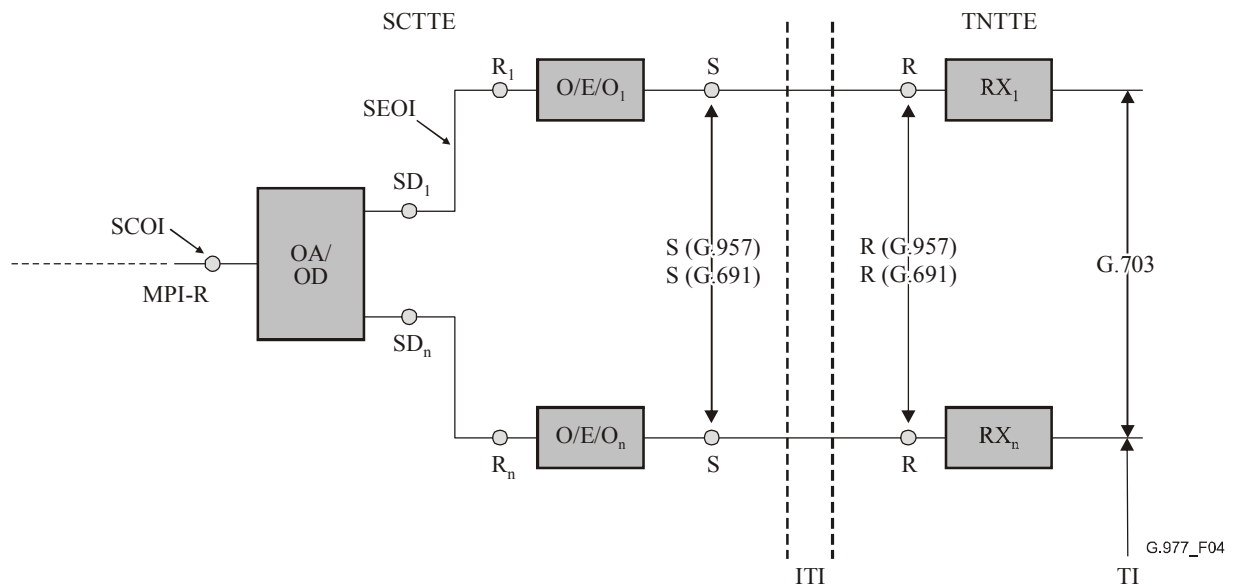 SCTTE
TNTTE
R1
O/E/O1
S
R
RX1
SEOI
SD1
SCOI
OA/
OD
MPI-R
S (G.957)
S (G.691)
R (G.957)
R (G.691)
G.703
SDn
Rn
O/E/On
S
R
RXn
G.977_F04
ITI
TI